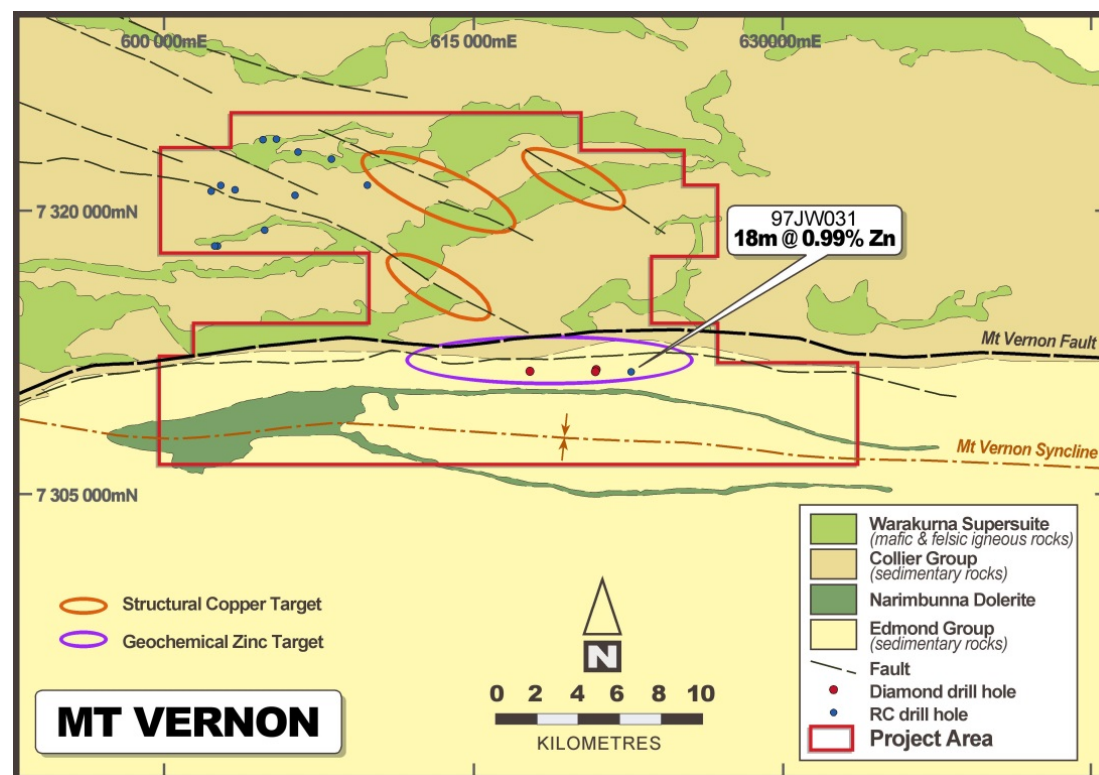 600 000mE
615 000mE
630000mE
7 320 000mN
97JW031
18m @ 0.99% Zn
Mt Vernon Fault
Mt Vernon Syncline
7 305 000mN
Structural Copper Target
Geochemical Zinc Target
N
0 2 4 6 8 10
KILOMETRES
MT VERNON
Warakurna Supersuite
(mafic & felsic igneous rocks)
Collier Group
(sedimentary rocks)
Narimbunna Dolerite
Edmond Group
(sedimentary rocks)
Fault
Diamond drill hole
RC drill hole
Project Area